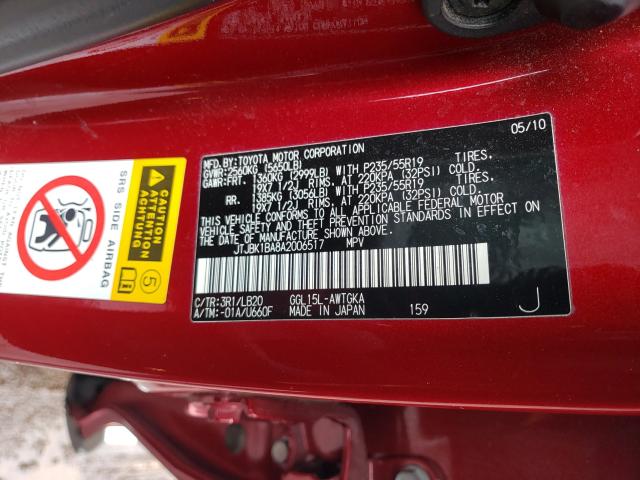 05/10
MFD. BY:TOYOTA MOTOR CORPORATION
GVWR:2560KG (5650LB)
GAWR:FRT. 1360KG (2999LB) WITH P235/55R19 TIRES.
19X7 1/2J RIMS. AT 220KPA (32PSI) COLD.
RR. 1385KG (3056LB) WITH P235/55R19 TIRES.
19X7 1/2J RIMS. AT 220KPA (32PSI) COLD.
THIS VEHICLE CONFORMS TO ALL APPLICABLE FEDERAL MOTOR
VEHICLE SAFETY AND THEFT PREVENTION STANDARDS IN EFFECT ON
THE DATE OF MANUFACTURE SHOWN ABOVE.
JTJBK1BA8A2006517 MPV
C/TR:3R1/LB20 GGL15L-AWTGKA
A/TM:-01A/U660F MADE IN JAPAN 159 J
SRS SIDE AIRBAG
CAUTION
ATTENTION
ACHTUNG
5